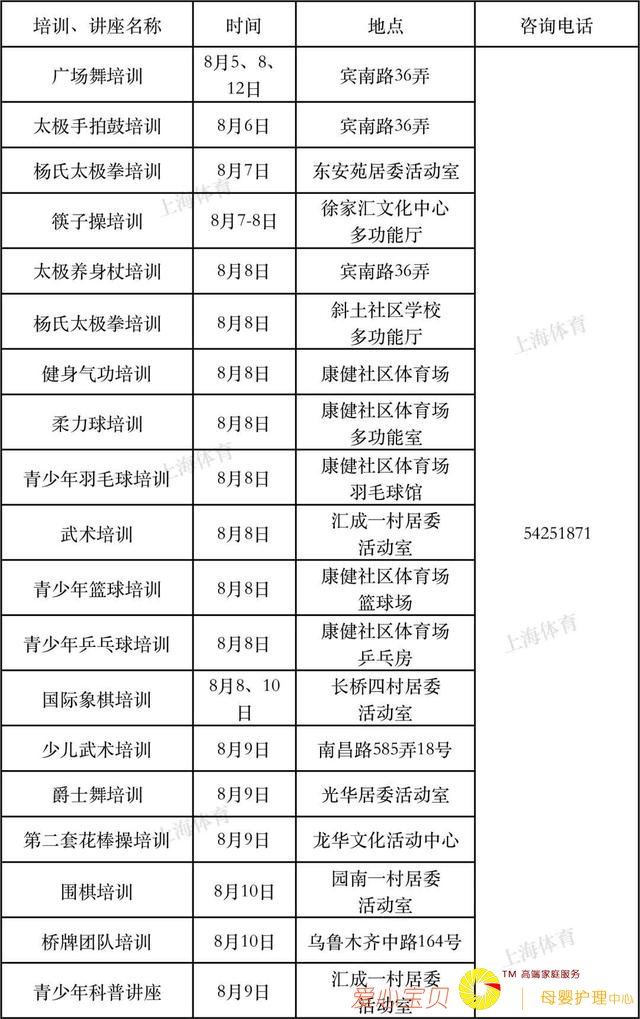 培训、讲座名称 时间 地点 咨询电话
广场舞培训 8月5、8、 宾南路36弄
12日
太极手拍鼓培训 8月6日 宾南路36弄
杨氏太极拳培训 8月7日 东安苑居委活动室
筷子操培训 8月7-8日 徐家汇文化中心
多功能厅
太极养身杖培训 8月8日 宾南路36弄
杨氏太极拳培训 8月8日 斜土社区学校
多功能厅
健身气功培训 8月8日 康健社区体育场
柔力球培训 8月8日 康健社区体育场
多功能室
青少年羽毛球培训 8月8日 康健社区体育场
羽毛球馆
武术培训 8月8日 汇成一村居委
活动室
54251871
青少年篮球培训 8月8日 康健社区体育场
篮球场
青少年乒乓球培训 8月8日 康健社区体育场
乒乓房
国际象棋培训 8月8、10 长桥四村居委
日 活动室
少儿武术培训 8月9日 南昌路585弄18号
爵士舞培训 8月9日 光华居委活动室
第二套花棒操培训 8月9日 龙华文化活动中心
围棋培训 8月10日 园南一村居委
活动室
桥牌团队培训 8月10日 乌鲁木齐中路164号
青少年科普讲座 8月9日 汇成一村居委
活动室
上海体育
上海体育
上海体育
上海体育
上海体育
上海体育
爱心宝贝
TM 高端家庭服务
母婴护理中心